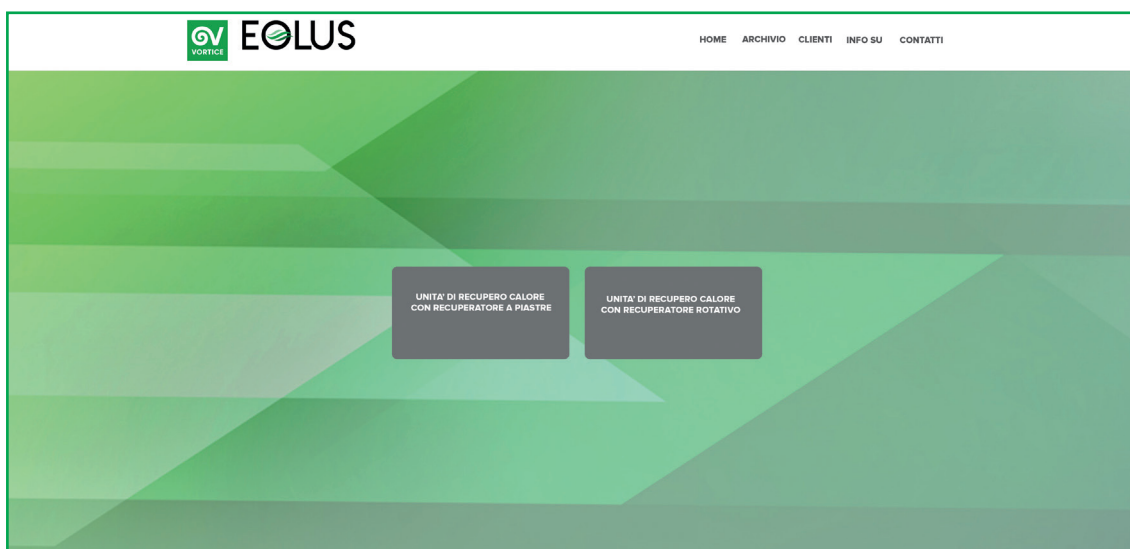 VORTICE
EOLUS
HOME ARCHIVIO CLIENTI INFO SU CONTATTI
UNITA' DI RECUPERO CALORE
CON RECUPERATORE A PIASTRE
UNITA' DI RECUPERO CALORE
CON RECUPERATORE ROTATIVO